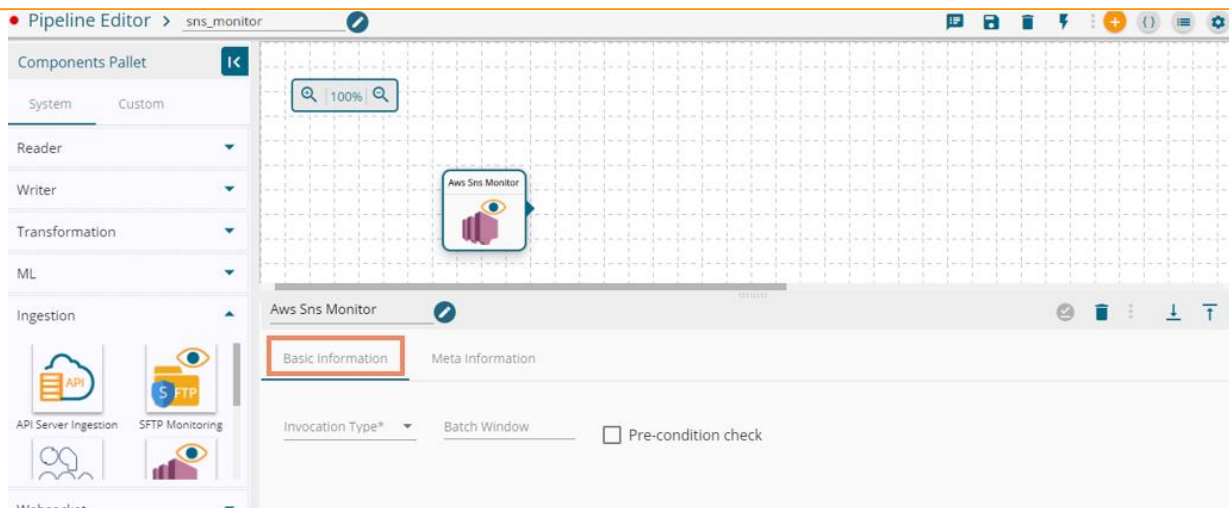 Pipeline Editor > sns_monitor
Components Pallet
System Custom
Reader
Writer
Transformation
ML
Ingestion
API
SFTP
API Server Ingestion SFTP Monitoring
100%
Aws Sns Monitor
Aws Sns Monitor
Basic Information Meta Information
Invocation Type* Batch Window Pre-condition check